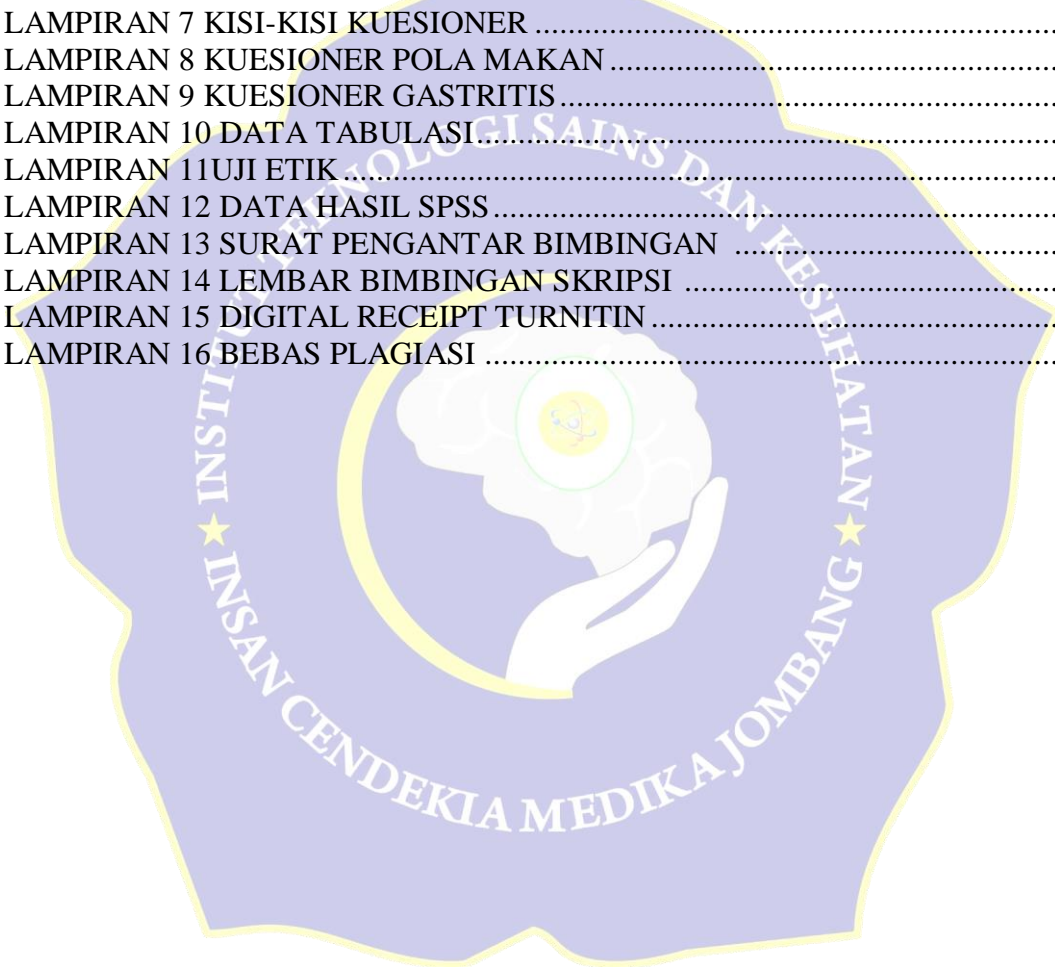 LAMPIRAN 7 KISI-KISI KUESIONER ........................................................................
LAMPIRAN 8 KUESIONER POLA MAKAN ..............................................................
LAMPIRAN 9 KUESIONER GASTRITIS .....................................................................
LAMPIRAN 10 DATA TABULASI ................................................................................
LAMPIRAN 11UJI ETIK ................................................................................................
LAMPIRAN 12 DATA HASIL SPSS ..............................................................................
LAMPIRAN 13 SURAT PENGANTAR BIMBINGAN .............................................
LAMPIRAN 14 LEMBAR BIMBINGAN SKRIPSI ....................................................
LAMPIRAN 15 DIGITAL RECEIPT TURNITIN .........................................................
LAMPIRAN 16 BEBAS PLAGIASI ................................................................................
INSTITUT TEKNOLOGI SAINS DAN KESEHATAN
INSAN CENDEKIA MEDIKA JOMBANG